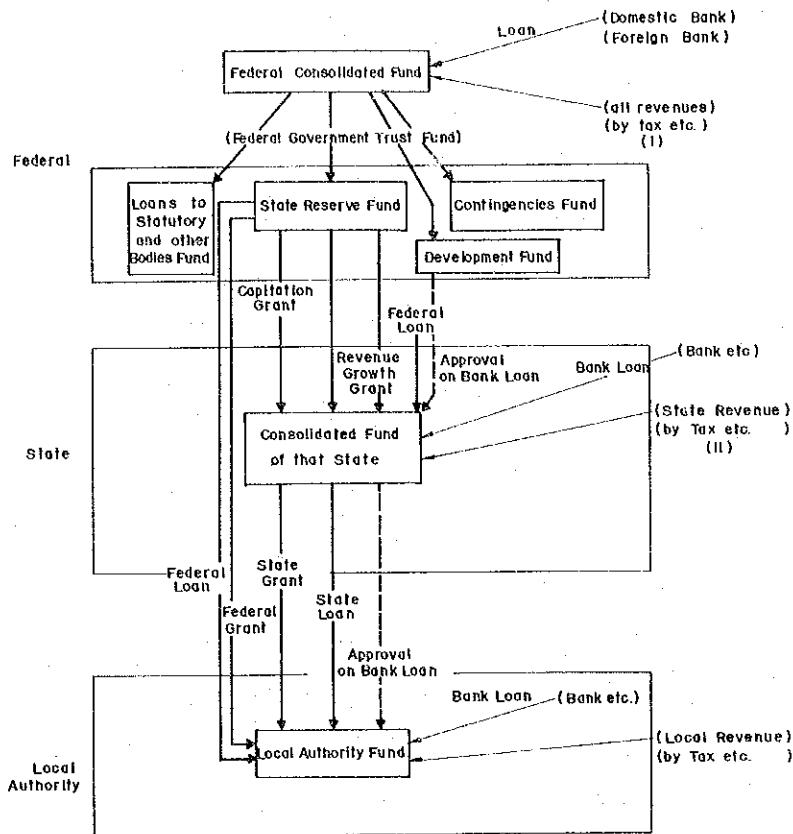 Loan
(Domestic Bank)
(Foreign Bank)
Federal Consolidated Fund
(all revenues)
(by tax etc.)
(I)
(Federal Government Trust Fund)
Federal
Loans to
Statutory
and other
Bodies Fund
State Reserve Fund
Contingencies Fund
Development Fund
Capitation
Grant
Federal
Loan
Revenue
Growth
Grant
Approval
on Bank Loan
Bank Loan
(Bank etc)
(State Revenue)
(by Tax etc. )
(II)
Consolidated Fund
of that State
State
Federal
Loan
State
Grant
Federal
Grant
State
Loan
Approval
on Bank Loan
Bank Loan
(Bank etc.)
Local Authority Fund
(Local Revenue)
(by Tax etc. )
Local
Authority